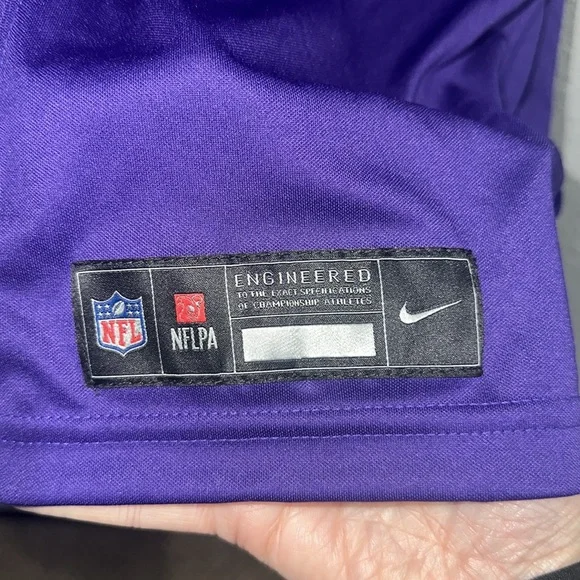 NFL
NFLPA
ENGINEERED
TO THE EXACT SPECIFICATIONS
OF CHAMPIONSHIP ATHLETES